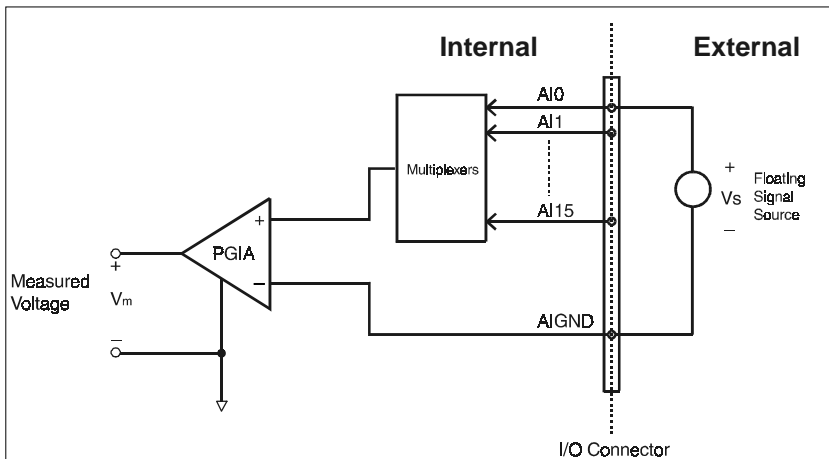 Internal
External
AI0
AI1
Multiplexers
AI15
+
Vs
−
Floating
Signal
Source
+
PGIA
−
Measured
Voltage
+
Vm
−
AIGND
I/O Connector